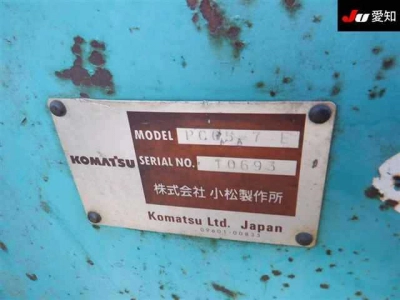 JU 愛知
MODEL
KOMATSU
SERIAL NO. 10693
株式会社 小松製作所
Komatsu Ltd. Japan